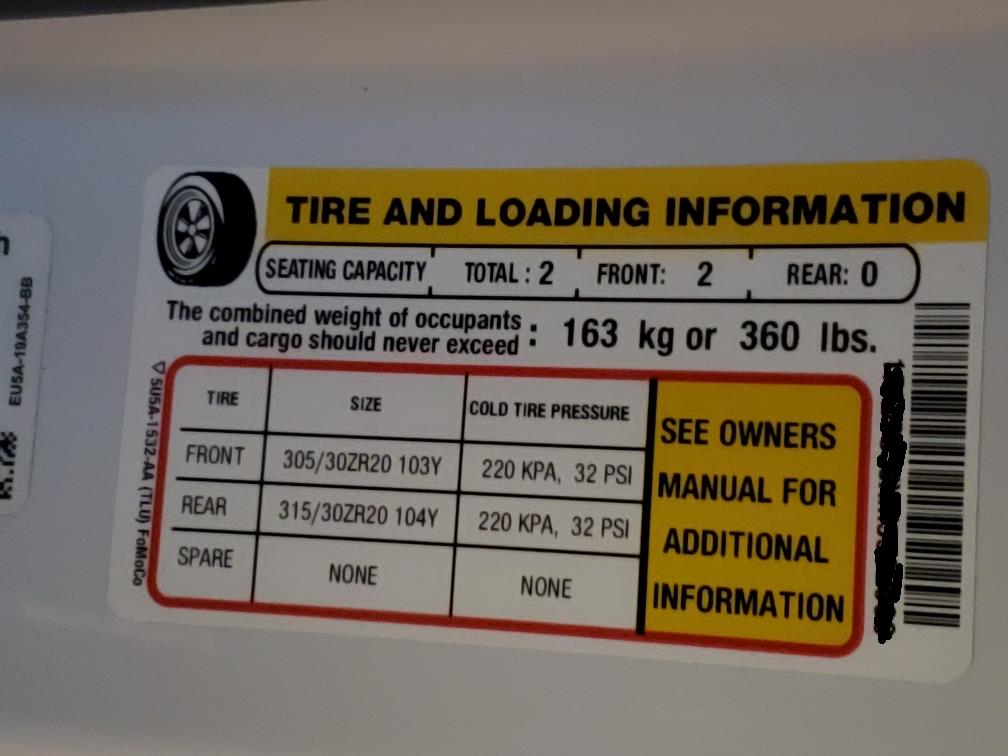 TIRE AND LOADING INFORMATION
SEATING CAPACITY TOTAL : 2 FRONT: 2 REAR: 0
The combined weight of occupants
and cargo should never exceed : 163 kg or 360 lbs.
TIRE SIZE COLD TIRE PRESSURE
FRONT 305/30ZR20 103Y 220 KPA, 32 PSI
REAR 315/30ZR20 104Y 220 KPA, 32 PSI
SPARE NONE NONE
SEE OWNERS
MANUAL FOR
ADDITIONAL
INFORMATION
5U5A-1532-AA (TLU) FoMoCo
EU5A-19A354-BB